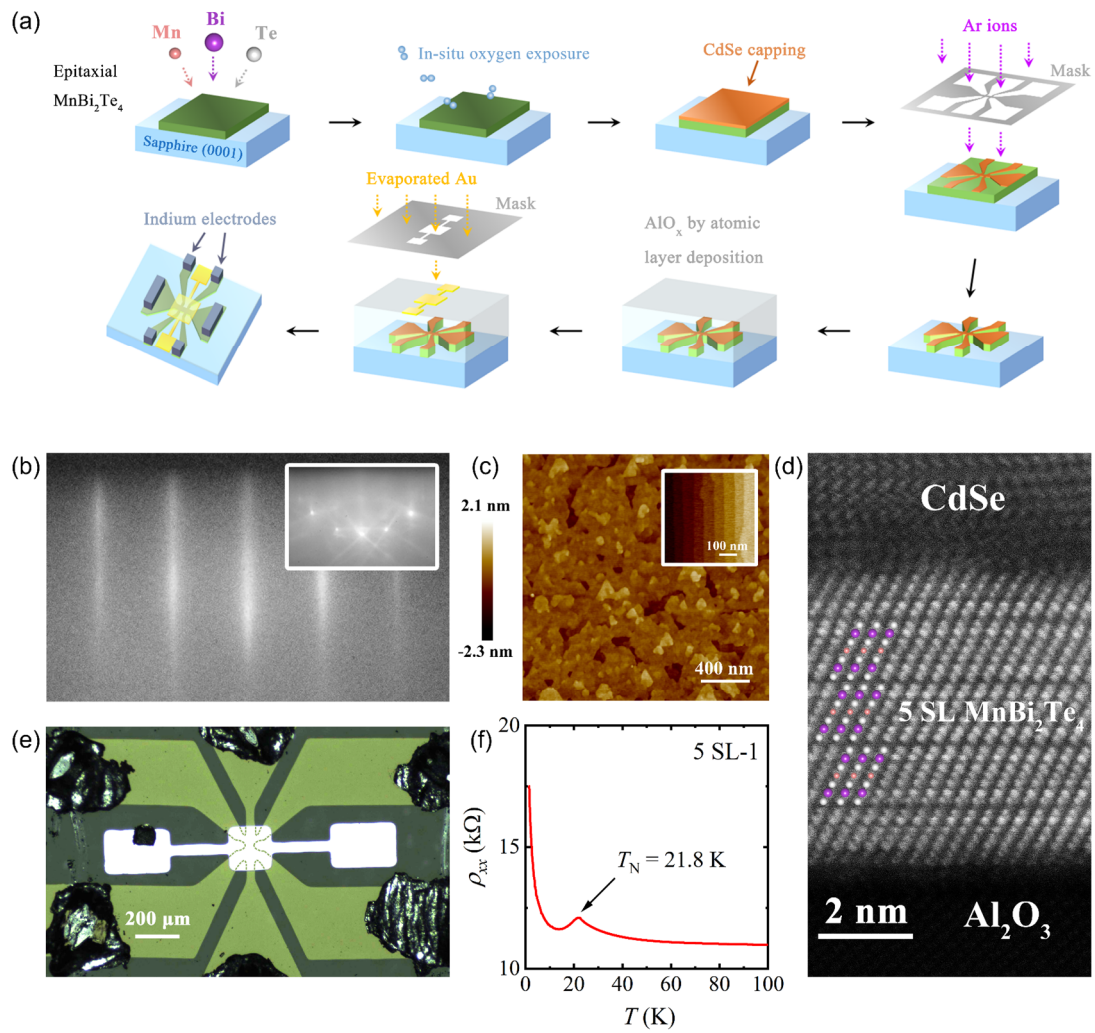 (a)
Mn
Bi
Te
Epitaxial
MnBi₂Te₄
Sapphire (0001)
In-situ oxygen exposure
CdSe capping
Ar ions
Mask
Indium electrodes
Evaporated Au
Mask
AlOₓ by atomic
layer deposition
(b)
(c)
2.1 nm
-2.3 nm
100 nm
400 nm
(d)
CdSe
5 SL MnBi₂Te₄
2 nm
Al₂O₃
(e)
200 μm
(f)
20
15
10
ρxx (kΩ)
5 SL-1
TN = 21.8 K
0 20 40 60 80 100
T (K)